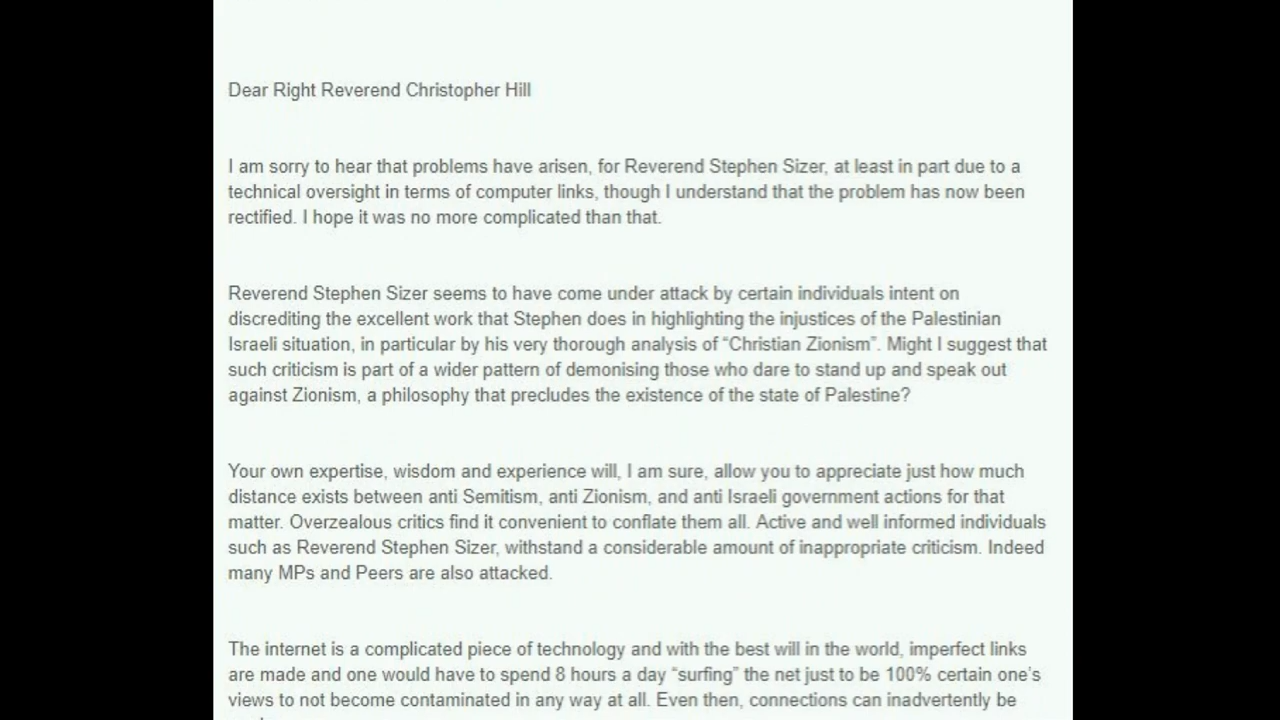 Dear Right Reverend Christopher Hill
I am sorry to hear that problems have arisen, for Reverend Stephen Sizer, at least in part due to a
technical oversight in terms of computer links, though I understand that the problem has now been
rectified. I hope it was no more complicated than that.
Reverend Stephen Sizer seems to have come under attack by certain individuals intent on
discrediting the excellent work that Stephen does in highlighting the injustices of the Palestinian
Israeli situation, in particular by his very thorough analysis of “Christian Zionism”. Might I suggest that
such criticism is part of a wider pattern of demonising those who dare to stand up and speak out
against Zionism, a philosophy that precludes the existence of the state of Palestine?
Your own expertise, wisdom and experience will, I am sure, allow you to appreciate just how much
distance exists between anti Semitism, anti Zionism, and anti Israeli government actions for that
matter. Overzealous critics find it convenient to conflate them all. Active and well informed individuals
such as Reverend Stephen Sizer, withstand a considerable amount of inappropriate criticism. Indeed
many MPs and Peers are also attacked.
The internet is a complicated piece of technology and with the best will in the world, imperfect links
are made and one would have to spend 8 hours a day “surfing” the net just to be 100% certain one’s
views to not become contaminated in any way at all. Even then, connections can inadvertently be